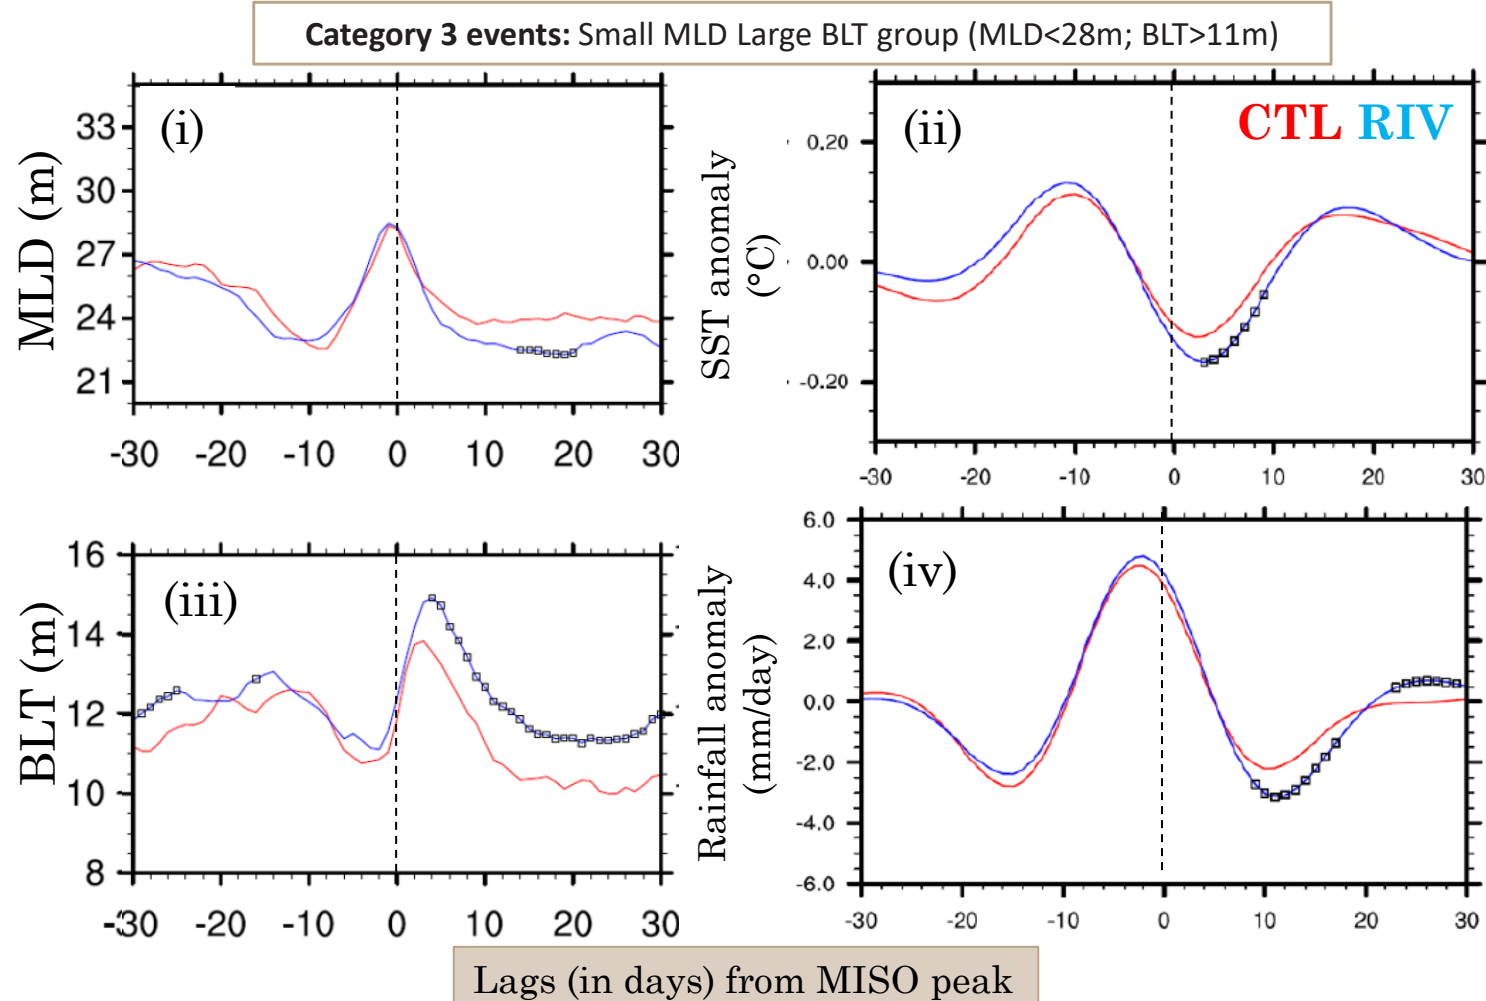 Category 3 events: Small MLD Large BLT group (MLD<28m; BLT>11m)
(i)
MLD (m)
33
30
27
24
21
-30 -20 -10 0 10 20 30
(ii)
CTL RIV
SST anomaly
(°C)
0.20
0.00
-0.20
-30 -20 -10 0 10 20 30
(iii)
BLT (m)
16
14
12
10
8
-30 -20 -10 0 10 20 30
(iv)
Rainfall anomaly
(mm/day)
6.0
4.0
2.0
0.0
-2.0
-4.0
-6.0
-30 -20 -10 0 10 20 30
Lags (in days) from MISO peak